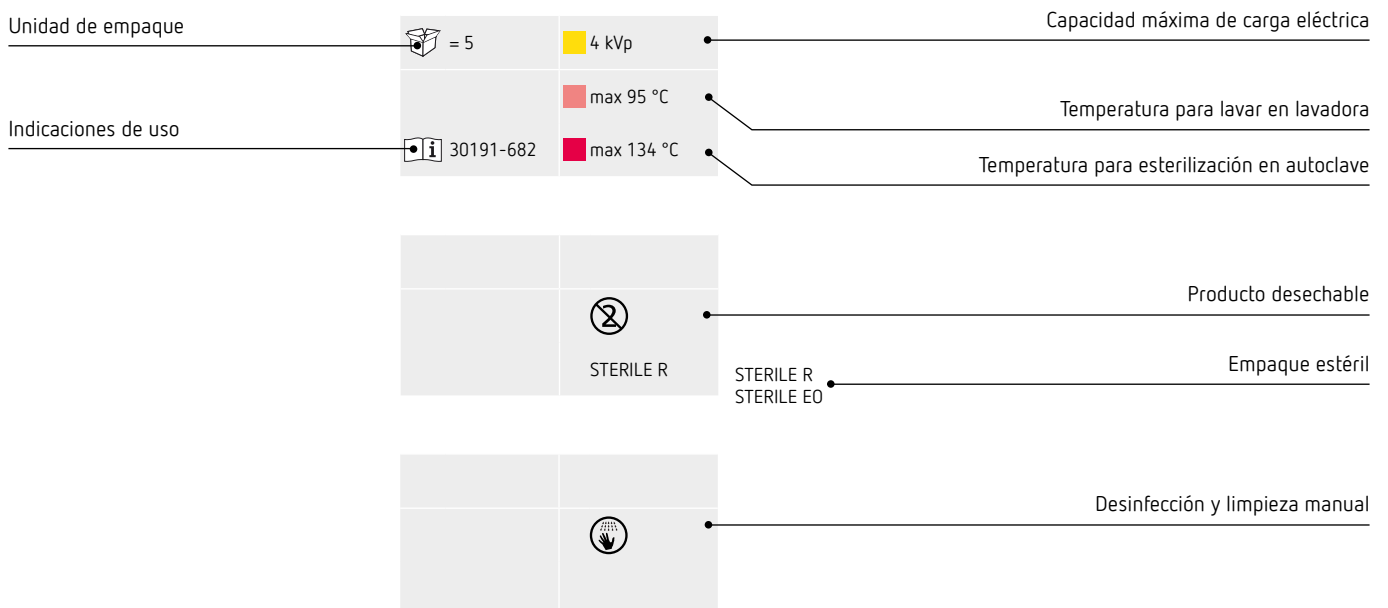 Unidad de empaque
= 5
4 kVp
Capacidad máxima de carga eléctrica
max 95 °C
Temperatura para lavar en lavadora
Indicaciones de uso
i 30191-682
max 134 °C
Temperatura para esterilización en autoclave
2
Producto desechable
STERILE R
STERILE R
STERILE EO
Empaque estéril
Desinfección y limpieza manual